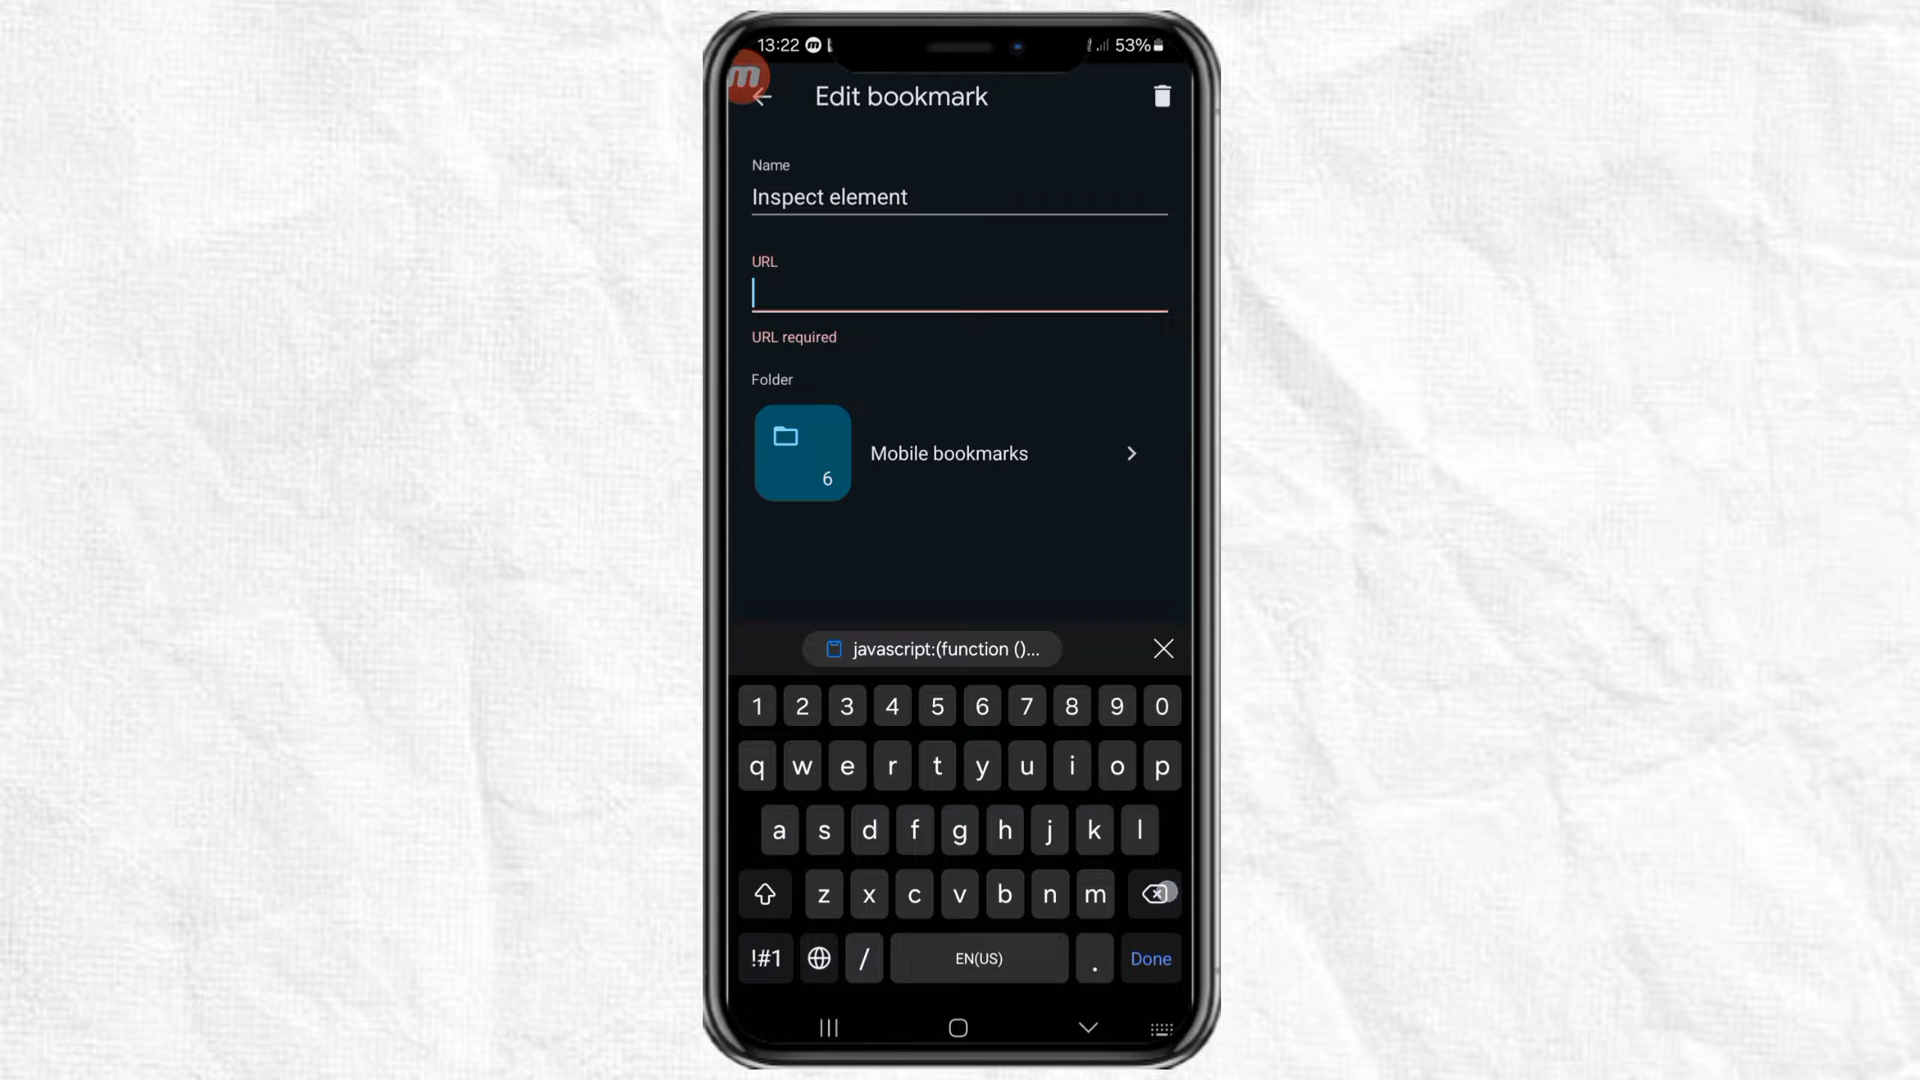 13:22
53%
m
Edit bookmark
Name
Inspect element
URL
URL required
Folder
6
Mobile bookmarks
javascript:(function ()...
1 2 3 4 5 6 7 8 9 0
q w e r t y u i o p
a s d f g h j k l
z x c v b n m
!#1 / EN(US) . Done